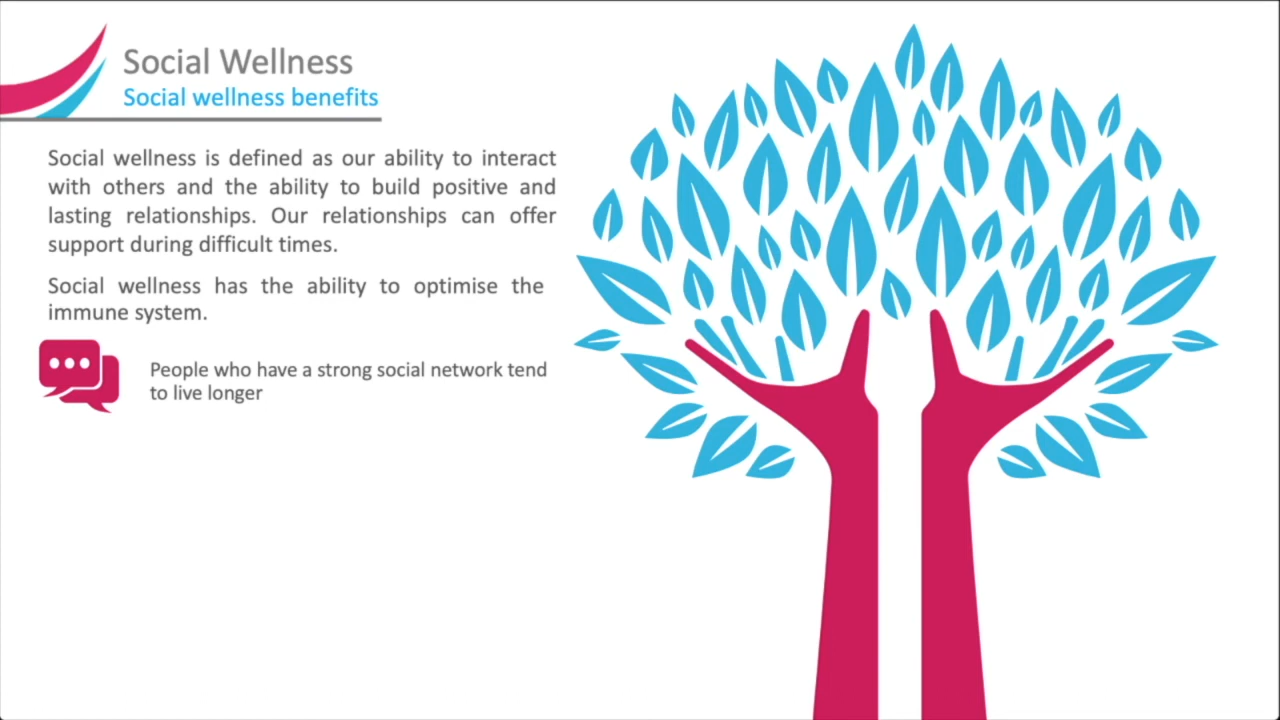 Social Wellness
Social wellness benefits
Social wellness is defined as our ability to interact
with others and the ability to build positive and
lasting relationships. Our relationships can offer
support during difficult times.
Social wellness has the ability to optimise the
immune system.
People who have a strong social network tend
to live longer